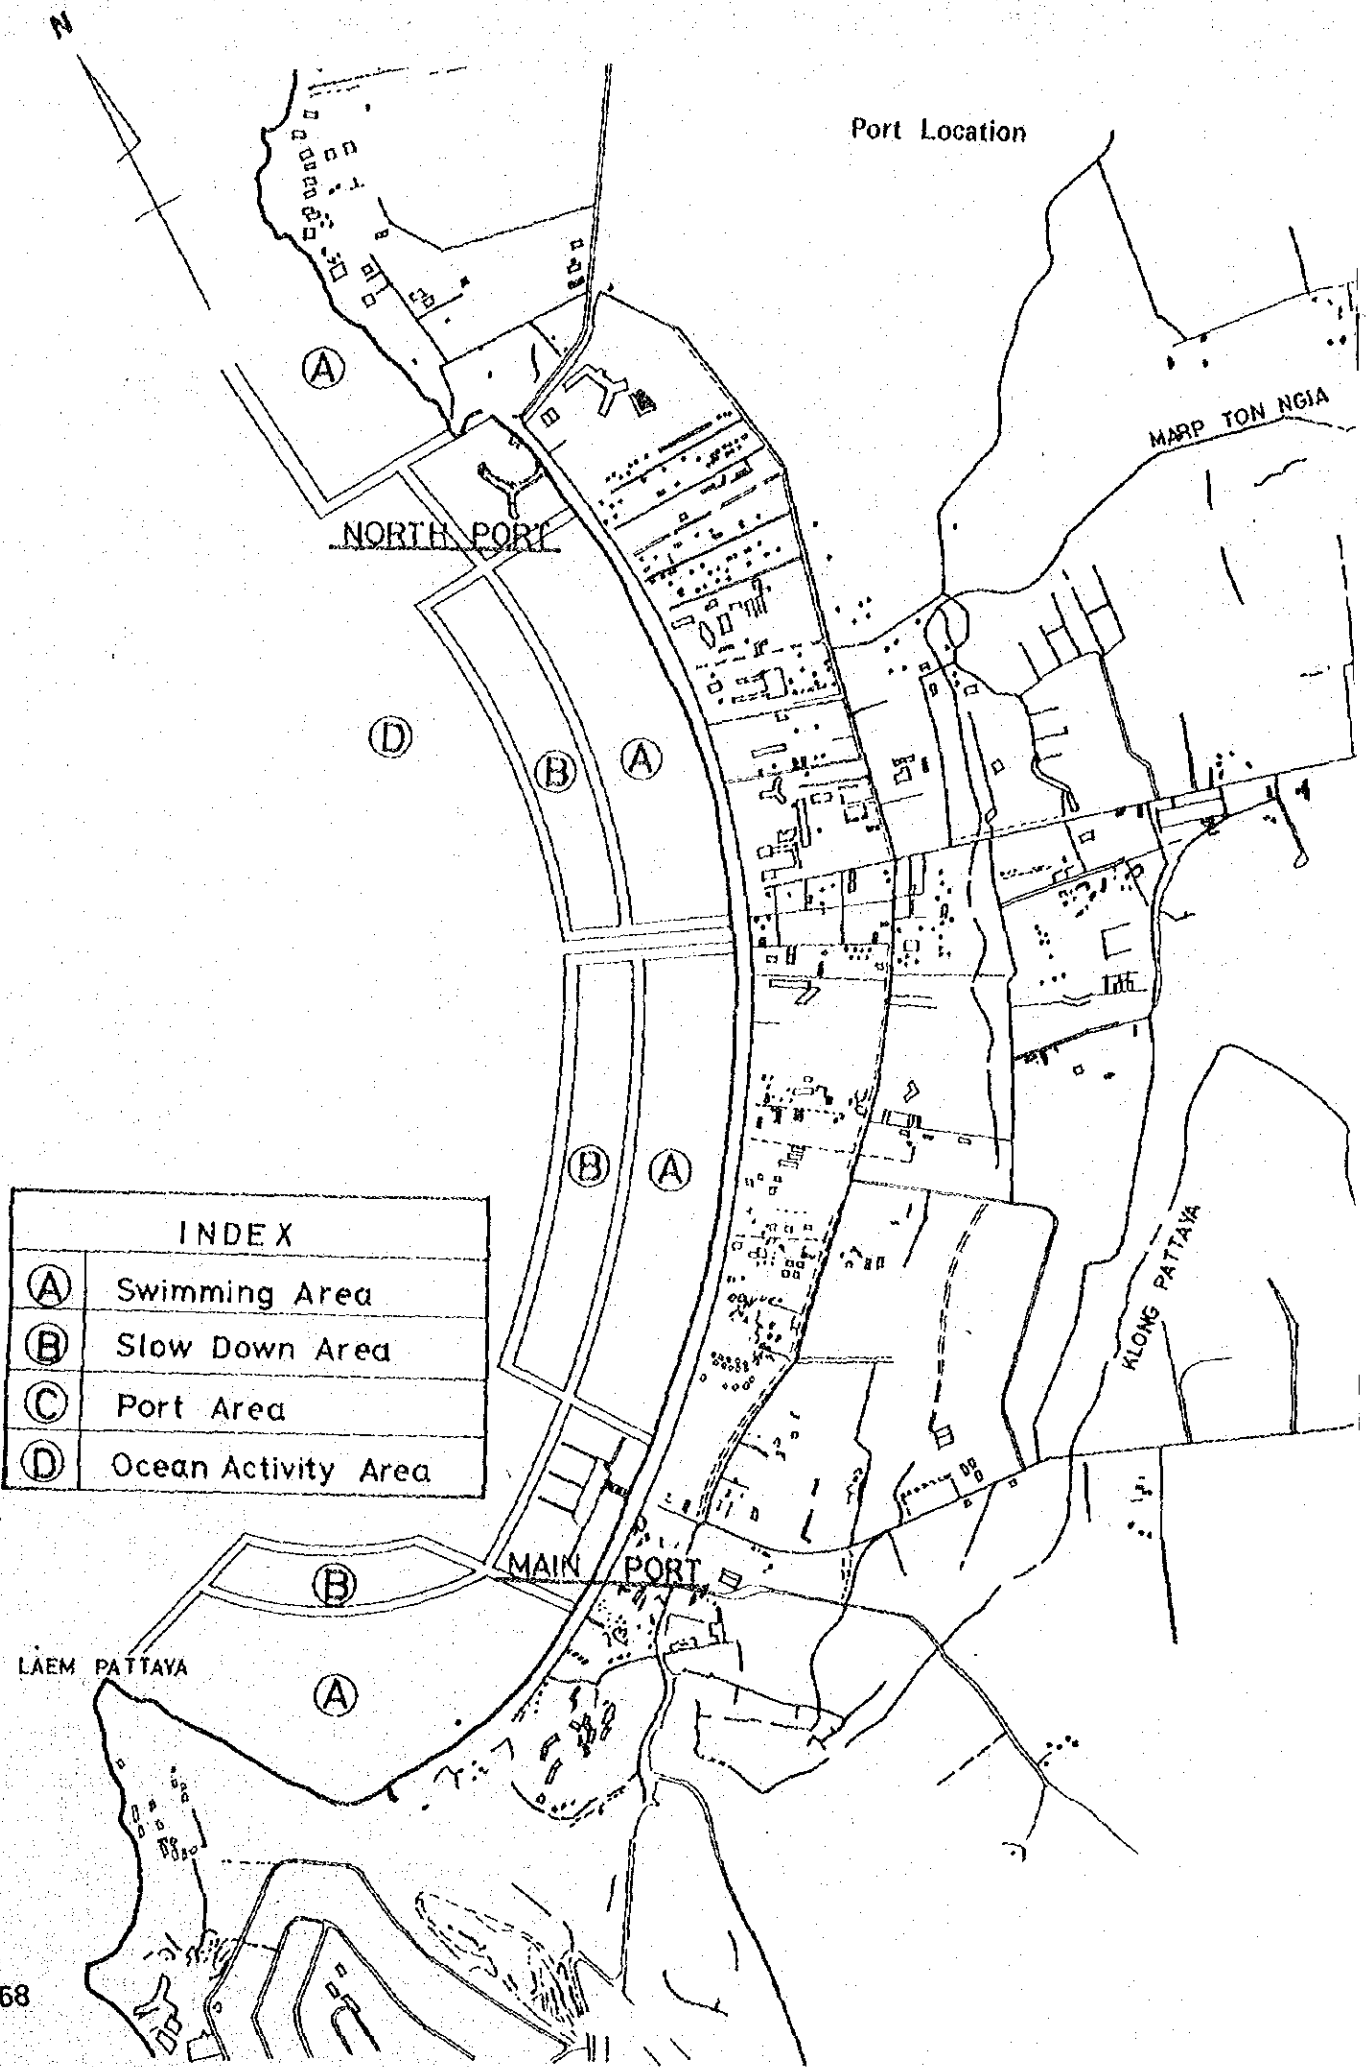 N
Port Location
MARP TON NGIA
A
NORTH PORT
D
B
A
B
A
INDEX
A Swimming Area
B Slow Down Area
C Port Area
D Ocean Activity Area
KLONG PATTAYA
MAIN PORT
B
LAEM PATTAYA
A
68